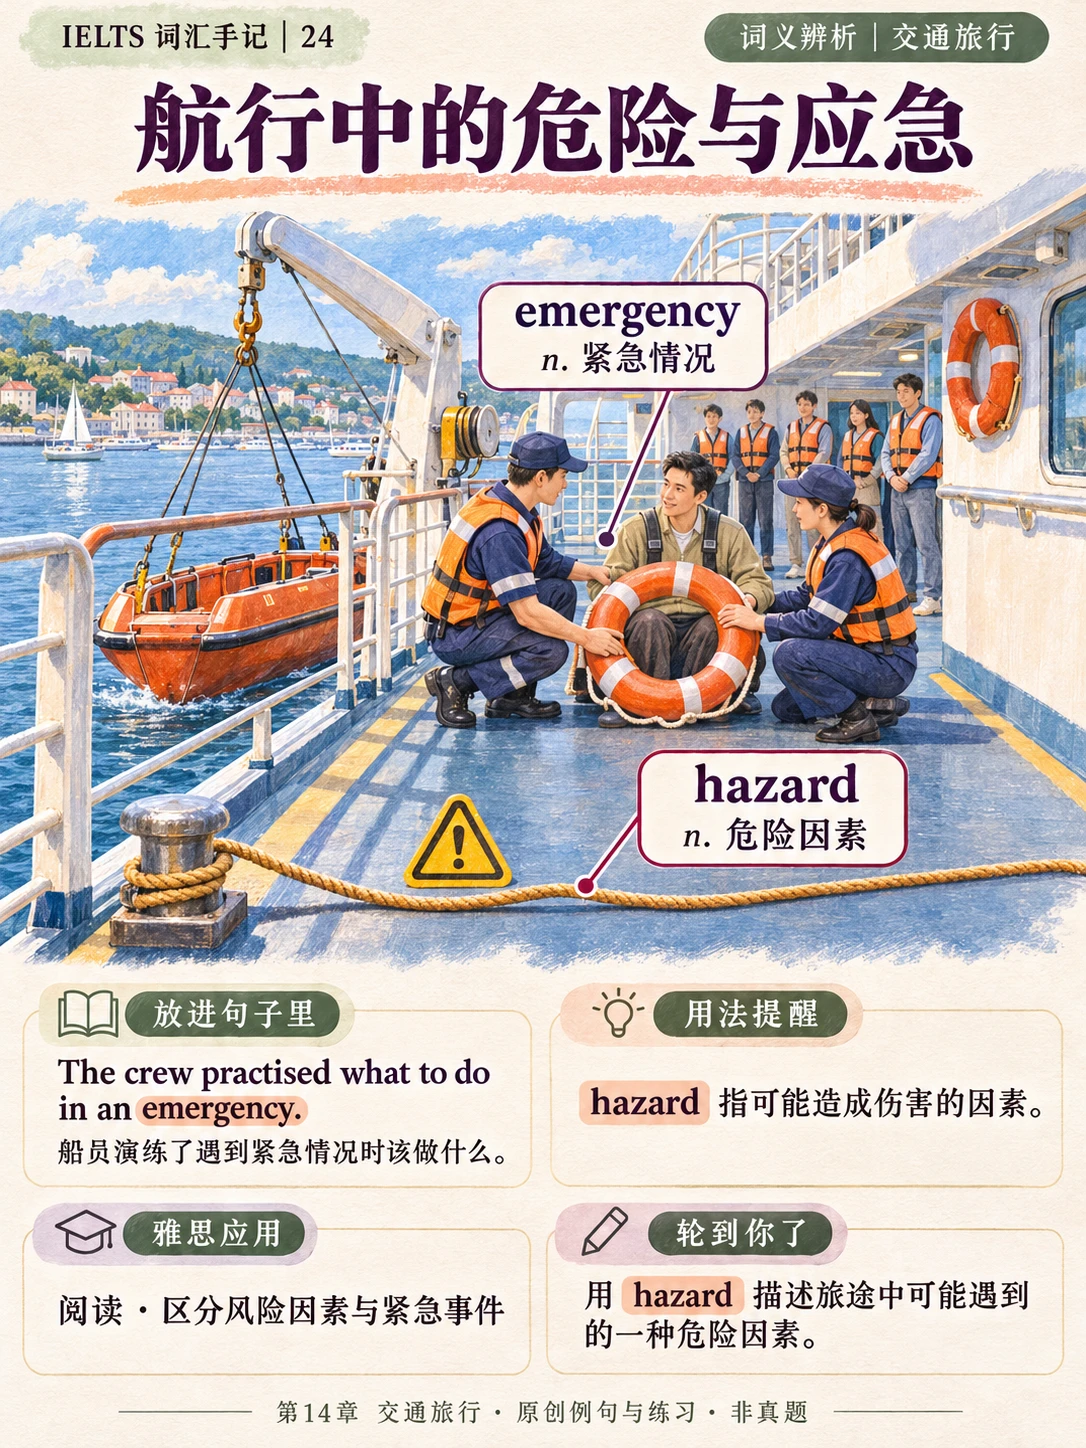 IELTS 词汇手记 | 24
词义辨析 | 交通旅行
航行中的危险与应急
emergency
n. 紧急情况
hazard
n. 危险因素
放进句子里
The crew practised what to do
in an emergency.
船员演练了遇到紧急情况时该做什么。
用法提醒
hazard 指可能造成伤害的因素。
雅思应用
阅读·区分风险因素与紧急事件
轮到你了
用 hazard 描述旅途中可能遇到
的一种危险因素。
第14章 交通旅行·原创例句与练习·非真题